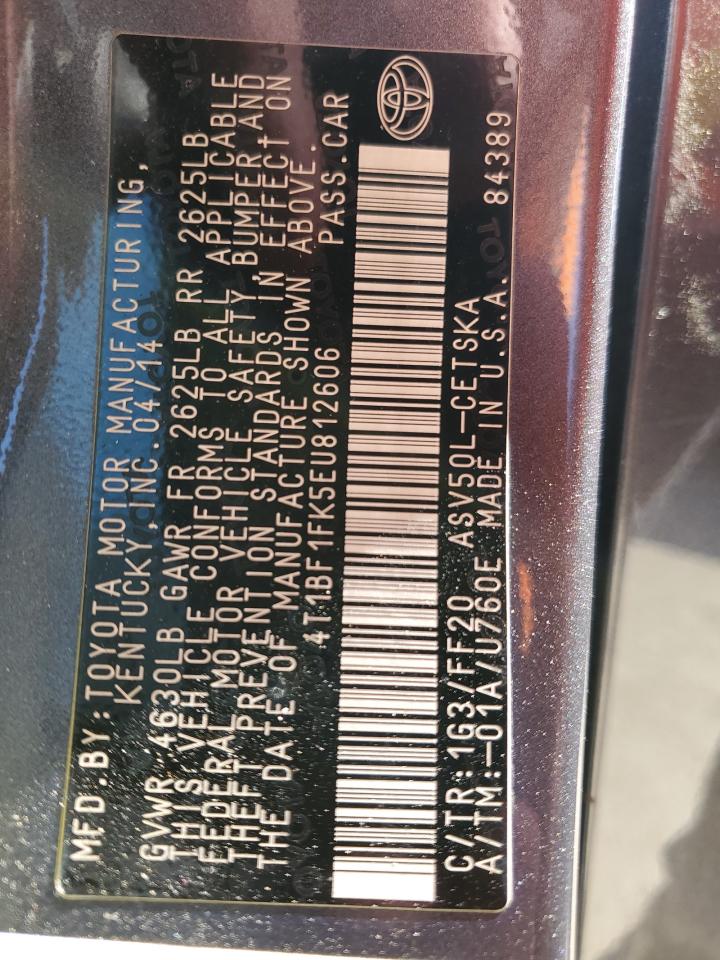 MFD.BY:TOYOTA MOTOR MANUFACTURING,
KENTUCKY,INC.04/14
GVWR 4630LB GAWR FR 2625LB RR 2625LB
THIS VEHICLE CONFORMS TO ALL APPLICABLE
FEDERAL MOTOR VEHICLE SAFETY,BUMPER AND
THEFT PREVENTION STANDARDS IN EFFECT ON
THE DATE OF MANUFACTURE SHOWN ABOVE.
4T1BF1FK5EU812606 PASS.CAR
C/TR:1G3/FF20 ASV50L-CETSKA
A/TM:-01A/U760E MADE IN U.S.A. 84389